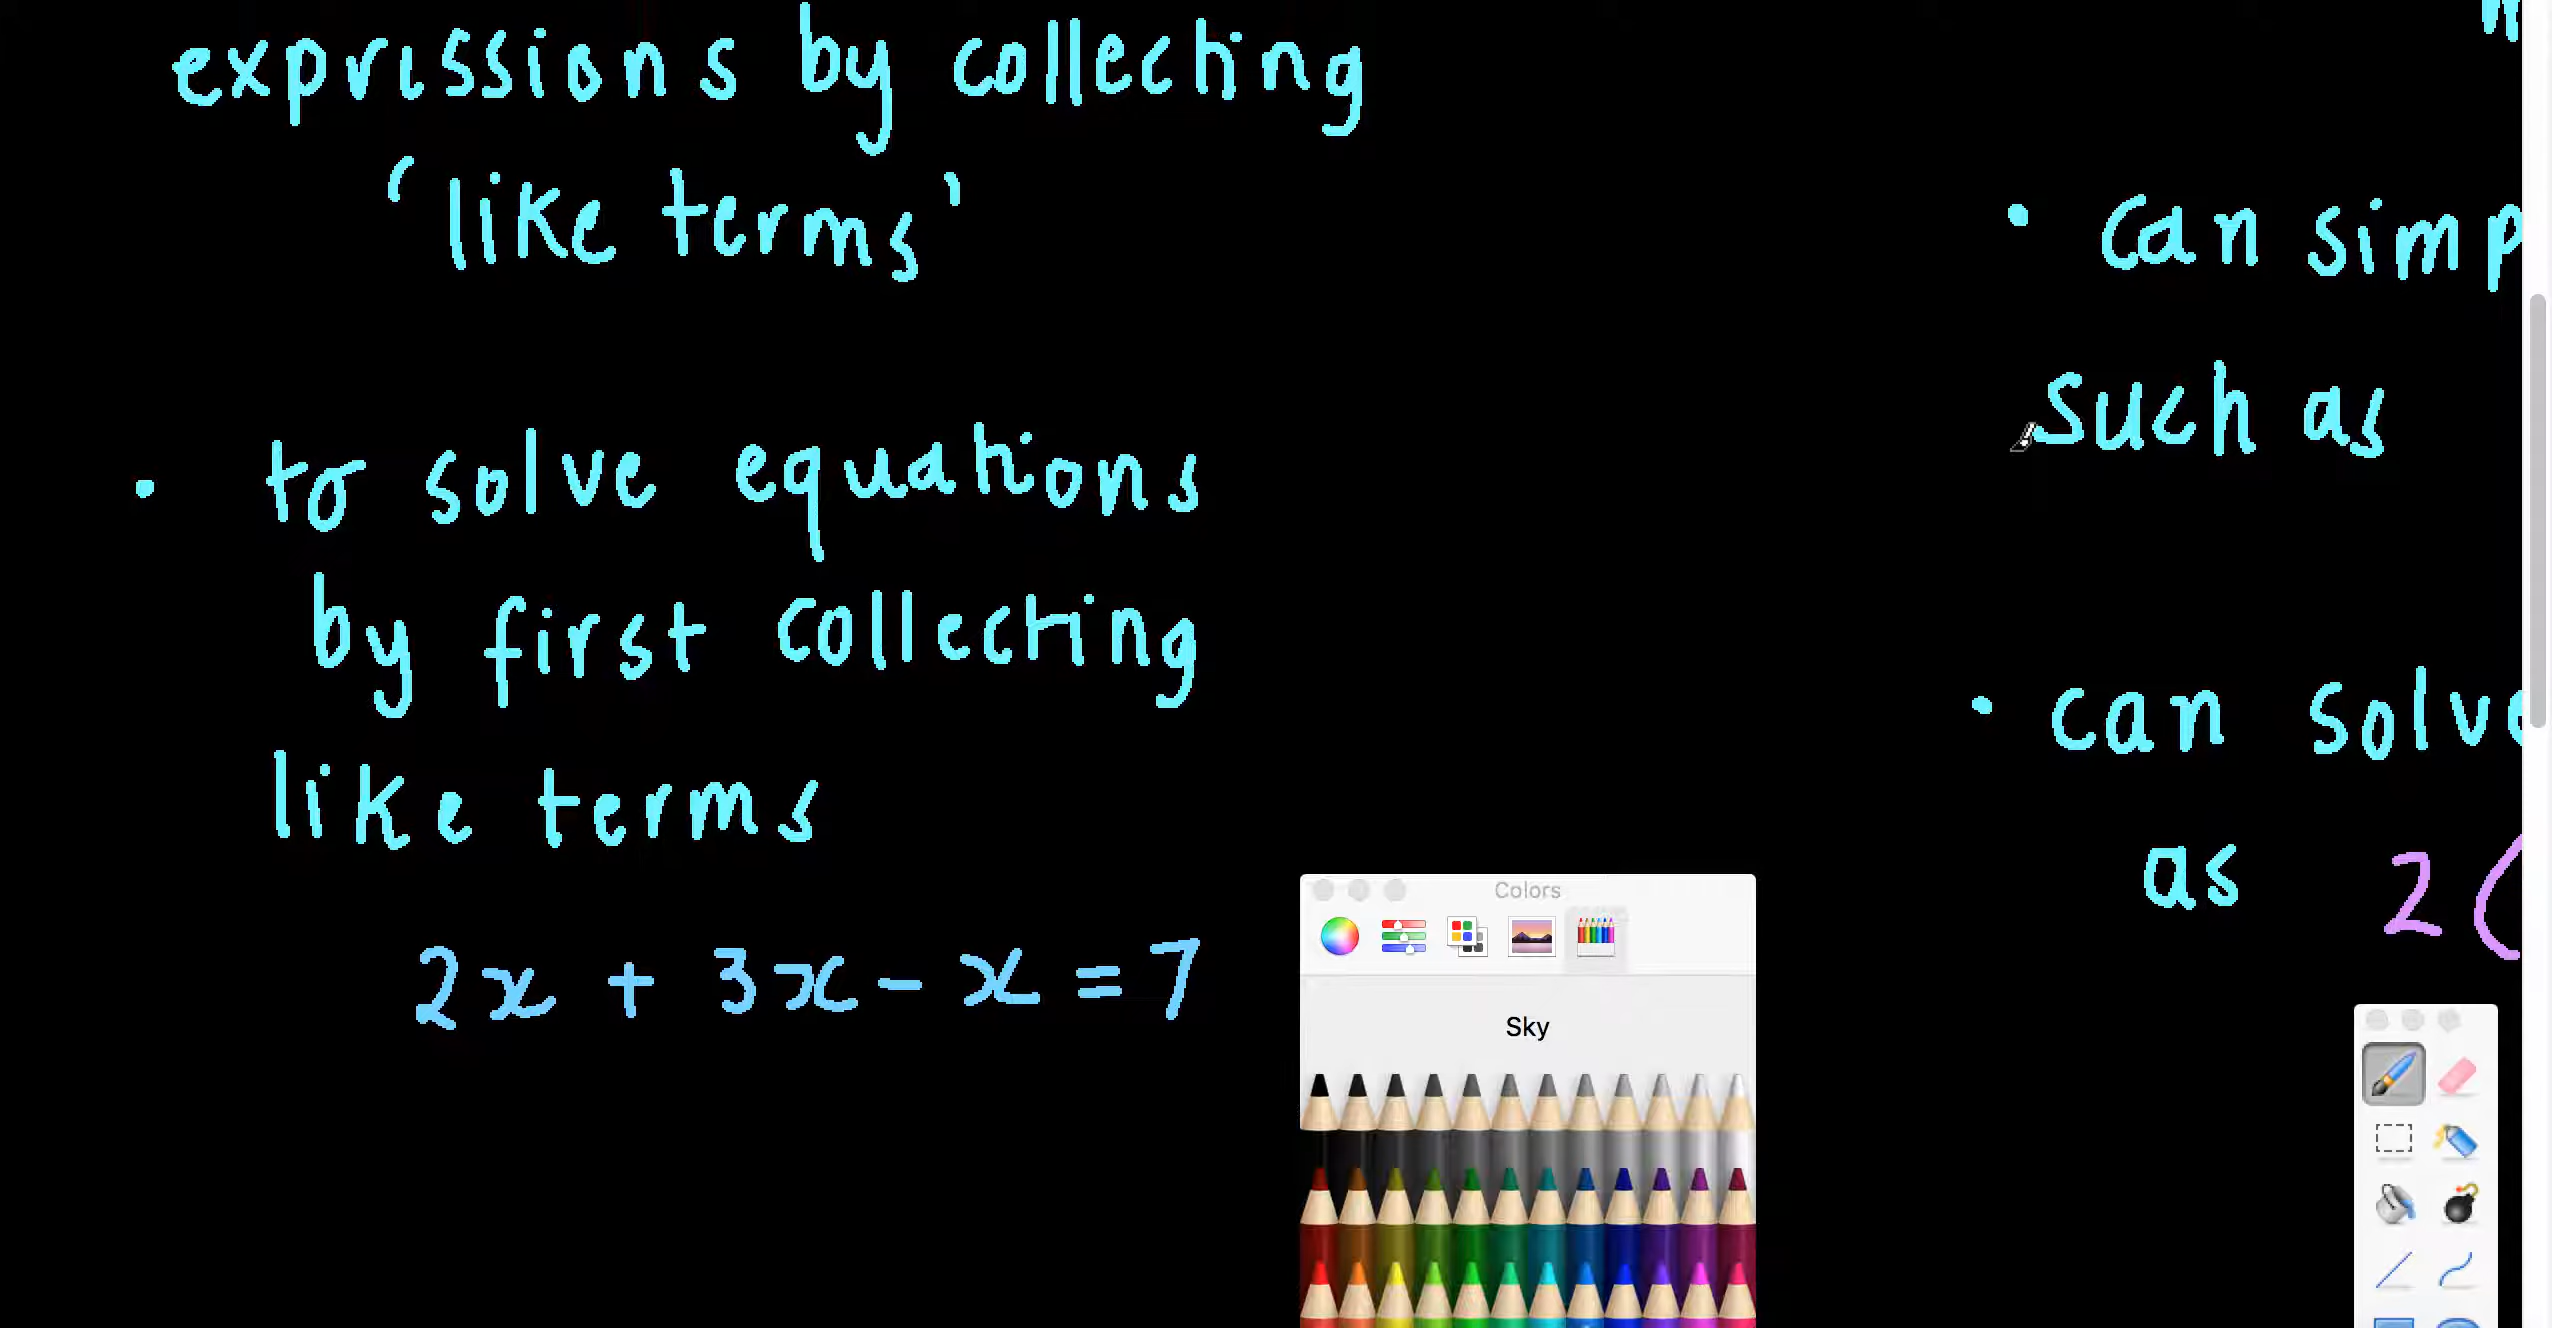 expressions by collecting
'like terms'
• to solve equations
by first collecting
like terms
2x + 3x - x = 7
• can simp
such as
• can solve
as 2(
Colors
Sky